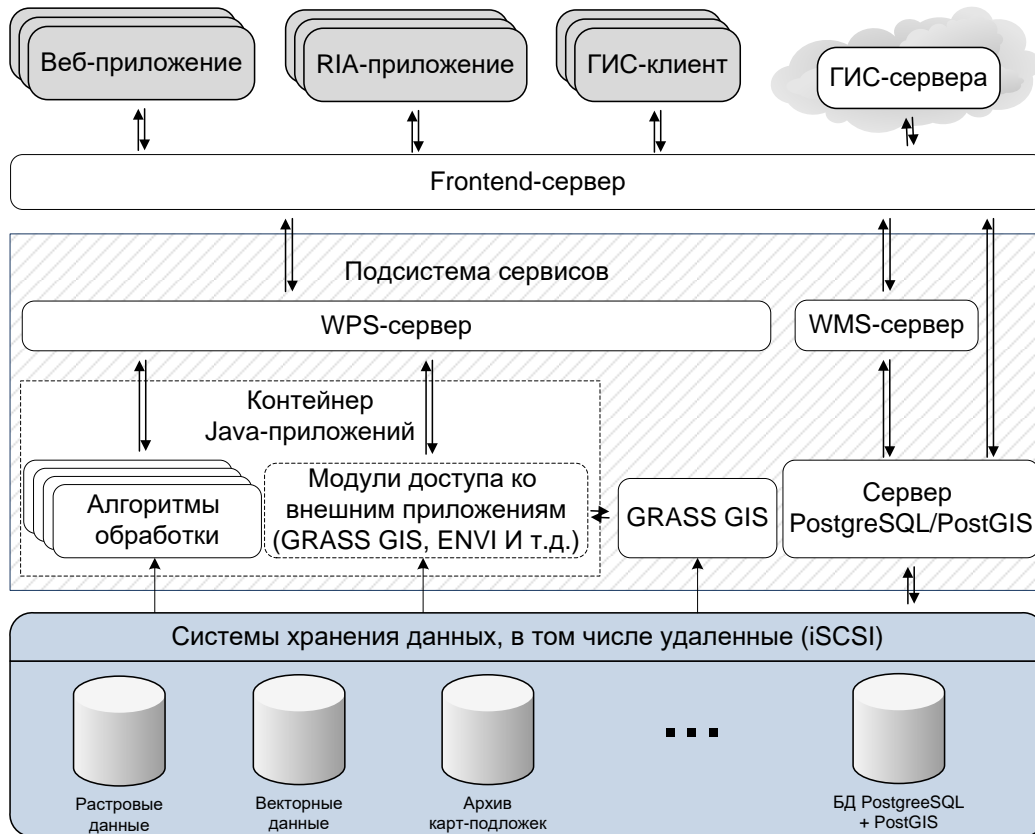 Веб-приложение
RIA-приложение
ГИС-клиент
ГИС-сервера
Frontend-сервер
Подсистема сервисов
WPS-сервер
WMS-сервер
Контейнер
Java-приложений
Алгоритмы
обработки
Модули доступа ко
внешним приложениям
(GRASS GIS, ENVI И т.д.)
GRASS GIS
Сервер
PostgreSQL/PostGIS
Системы хранения данных, в том числе удаленные (iSCSI)
Растровые
данные
Векторные
данные
Архив
карт-подложек
БД PostgreeSQL
+ PostGIS